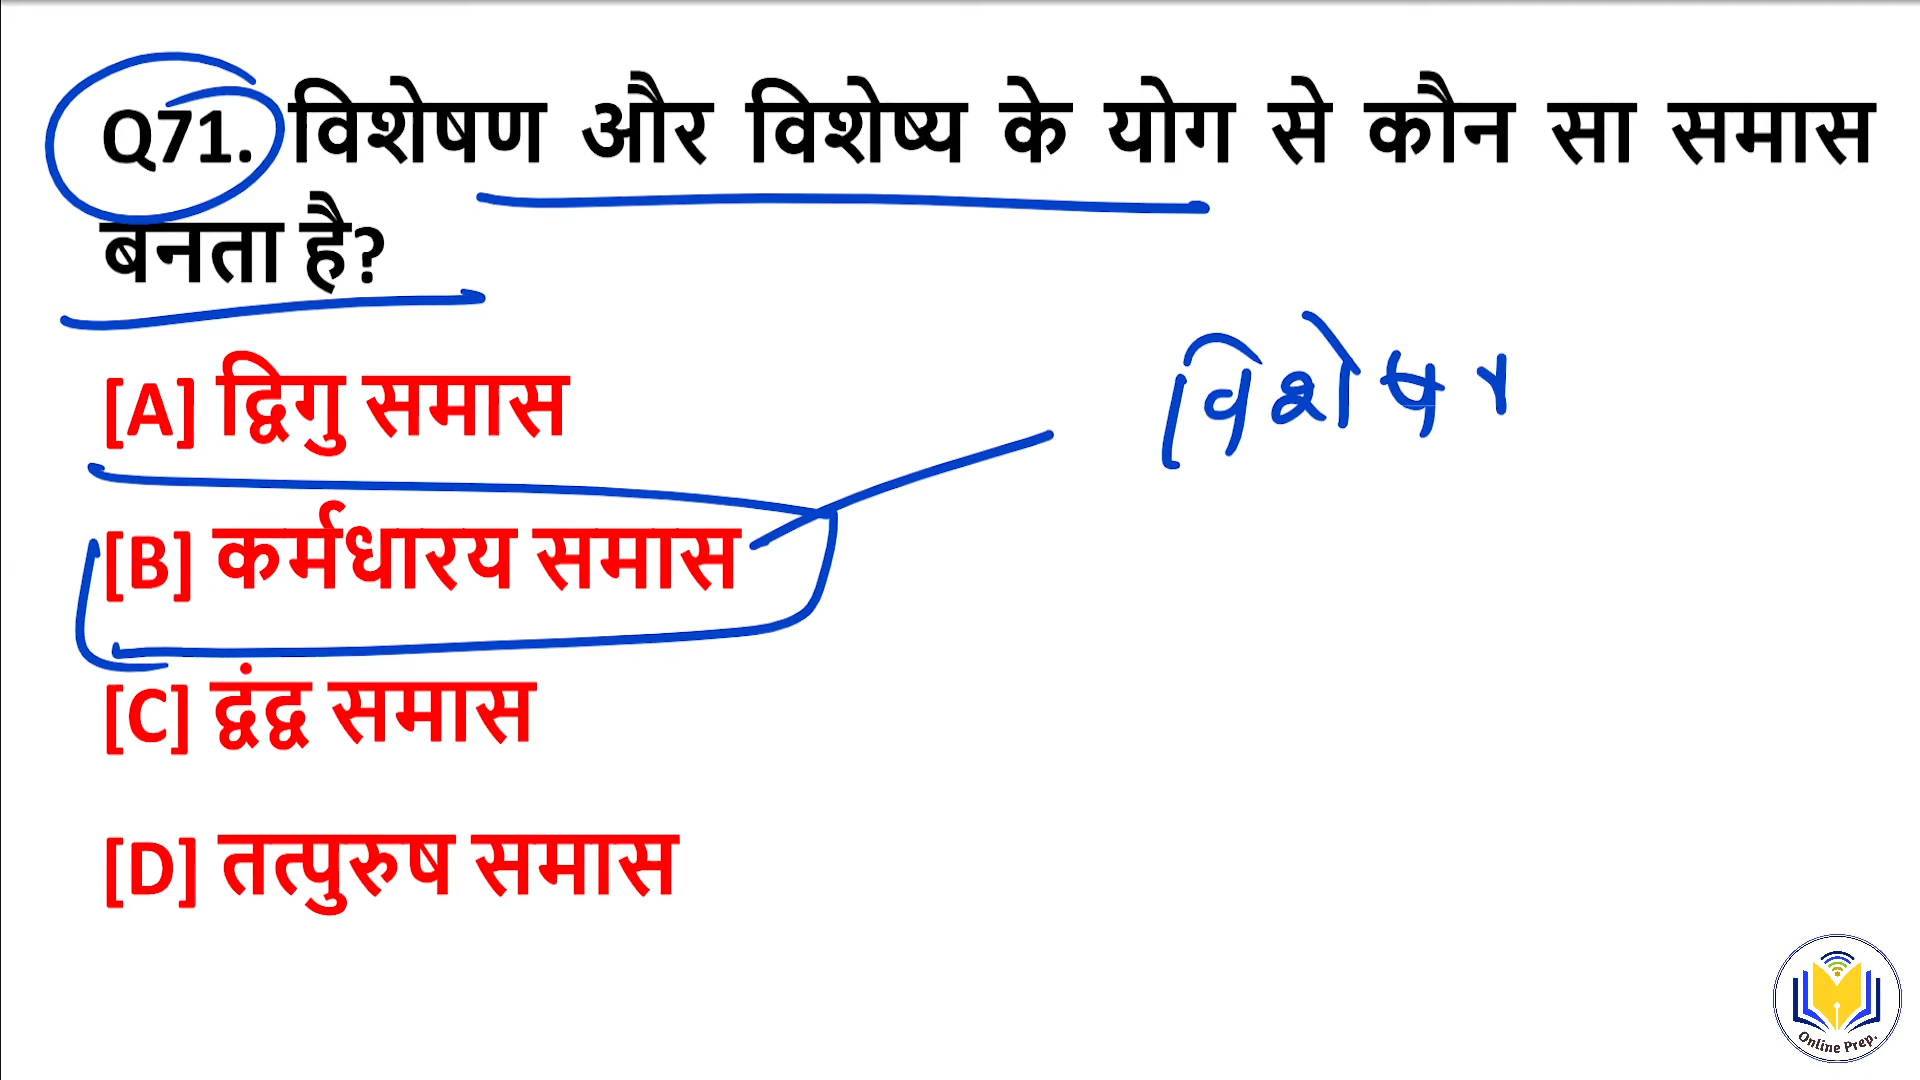 Q71. विशेषण और विशेष्य के योग से कौन सा समास
बनता है?
[A] द्विगु समास
[B] कर्मधारय समास
[C] द्वंद्व समास
[D] तत्पुरुष समास
Online Prep.